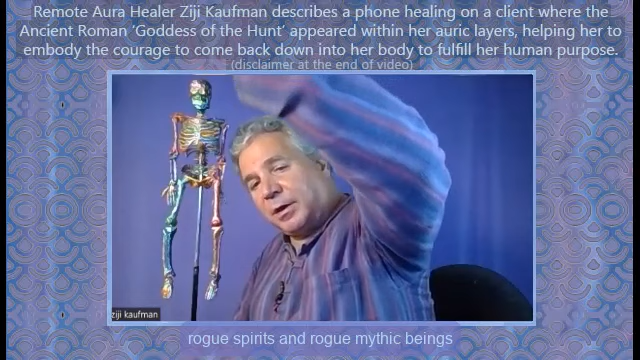 Remote Aura Healer Ziji Kaufman describes a phone healing on a client where the
Ancient Roman 'Goddess of the Hunt' appeared within her auric layers, helping her to
embody the courage to come back down into her body to fulfill her human purpose.
(disclaimer at the end of video)
ziji kaufman
rogue spirits and rogue mythic beings